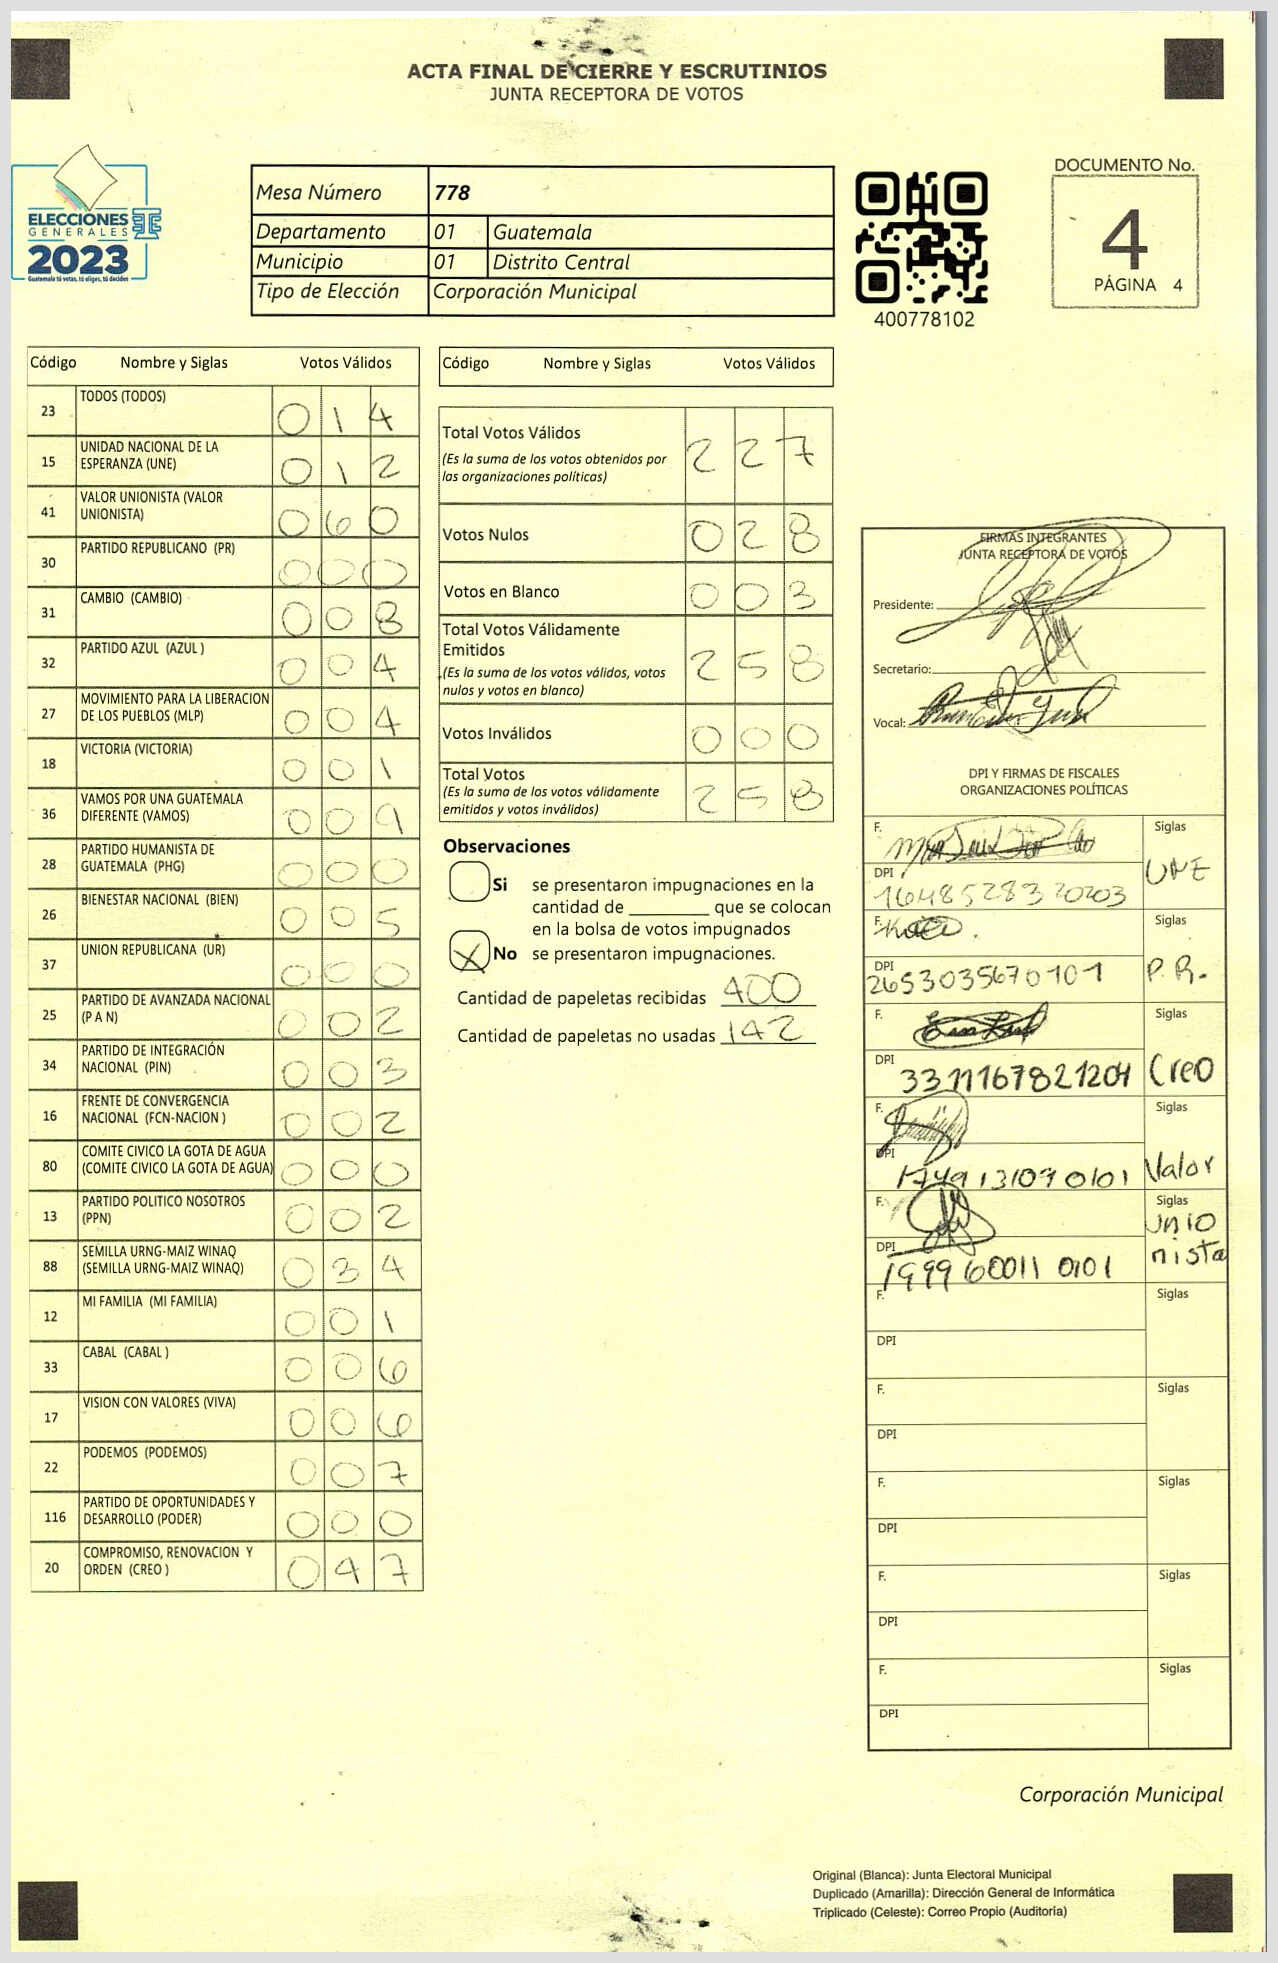 ACTA FINAL DE CIERRE Y ESCRUTINIOS
JUNTA RECEPTORA DE VOTOS
ELECCIONES
GENERALES
2023
Guatemala tú votas, tú eliges, tú decides
Mesa Número 778
Departamento 01 Guatemala
Municipio 01 Distrito Central
Tipo de Elección Corporación Municipal
400778102
DOCUMENTO No.
4
PÁGINA 4
Código Nombre y Siglas Votos Válidos
23 TODOS (TODOS) 0 1 4
15 UNIDAD NACIONAL DE LA
ESPERANZA (UNE) 0 1 2
41 VALOR UNIONISTA (VALOR
UNIONISTA) 0 6 0
30 PARTIDO REPUBLICANO (PR) 0 0 0
31 CAMBIO (CAMBIO) 0 0 8
32 PARTIDO AZUL (AZUL ) 0 0 4
27 MOVIMIENTO PARA LA LIBERACION
DE LOS PUEBLOS (MLP) 0 0 4
18 VICTORIA (VICTORIA) 0 0 1
36 VAMOS POR UNA GUATEMALA
DIFERENTE (VAMOS) 0 0 9
28 PARTIDO HUMANISTA DE
GUATEMALA (PHG) 0 0 0
26 BIENESTAR NACIONAL (BIEN) 0 0 5
37 UNION REPUBLICANA (UR) 0 0 0
25 PARTIDO DE AVANZADA NACIONAL
(P A N) 0 0 2
34 PARTIDO DE INTEGRACIÓN
NACIONAL (PIN) 0 0 3
16 FRENTE DE CONVERGENCIA
NACIONAL (FCN-NACION ) 0 0 2
80 COMITE CIVICO LA GOTA DE AGUA
(COMITE CIVICO LA GOTA DE AGUA) 0 0 0
13 PARTIDO POLITICO NOSOTROS
(PPN) 0 0 2
88 SEMILLA URNG-MAIZ WINAQ
(SEMILLA URNG-MAIZ WINAQ) 0 3 4
12 MI FAMILIA (MI FAMILIA) 0 0 1
33 CABAL (CABAL ) 0 0 6
17 VISION CON VALORES (VIVA) 0 0 6
22 PODEMOS (PODEMOS) 0 0 7
116 PARTIDO DE OPORTUNIDADES Y
DESARROLLO (PODER) 0 0 0
20 COMPROMISO, RENOVACION Y
ORDEN (CREO ) 0 4 7
Código Nombre y Siglas Votos Válidos
Total Votos Válidos 2 2 7
(Es la suma de los votos obtenidos por
las organizaciones políticas)
Votos Nulos 0 2 8
Votos en Blanco 0 0 3
Total Votos Válidamente
Emitidos 2 5 8
(Es la suma de los votos válidos, votos
nulos y votos en blanco)
Votos Inválidos 0 0 0
Total Votos 2 5 8
(Es la suma de los votos válidamente
emitidos y votos inválidos)
Observaciones
Si se presentaron impugnaciones en la
cantidad de ________ que se colocan
en la bolsa de votos impugnados
X No se presentaron impugnaciones.
Cantidad de papeletas recibidas 400
Cantidad de papeletas no usadas 142
FIRMAS INTEGRANTES
JUNTA RECEPTORA DE VOTOS
Presidente:
Secretario:
Vocal:
DPI Y FIRMAS DE FISCALES
ORGANIZACIONES POLÍTICAS
F. Siglas
DPI 1648528320203 UNE
F. Siglas
DPI 2653035670101 P.R.
F. Siglas
DPI 3311167821204 Creo
F. Siglas
DPI 1749131070101 Valor
F. Siglas
DPI 1999600110101 Unio
nista
F. Siglas
DPI
F. Siglas
DPI
F. Siglas
DPI
F. Siglas
DPI
F. Siglas
DPI
Corporación Municipal
Original (Blanca): Junta Electoral Municipal
Duplicado (Amarilla): Dirección General de Informática
Triplicado (Celeste): Correo Propio (Auditoría)